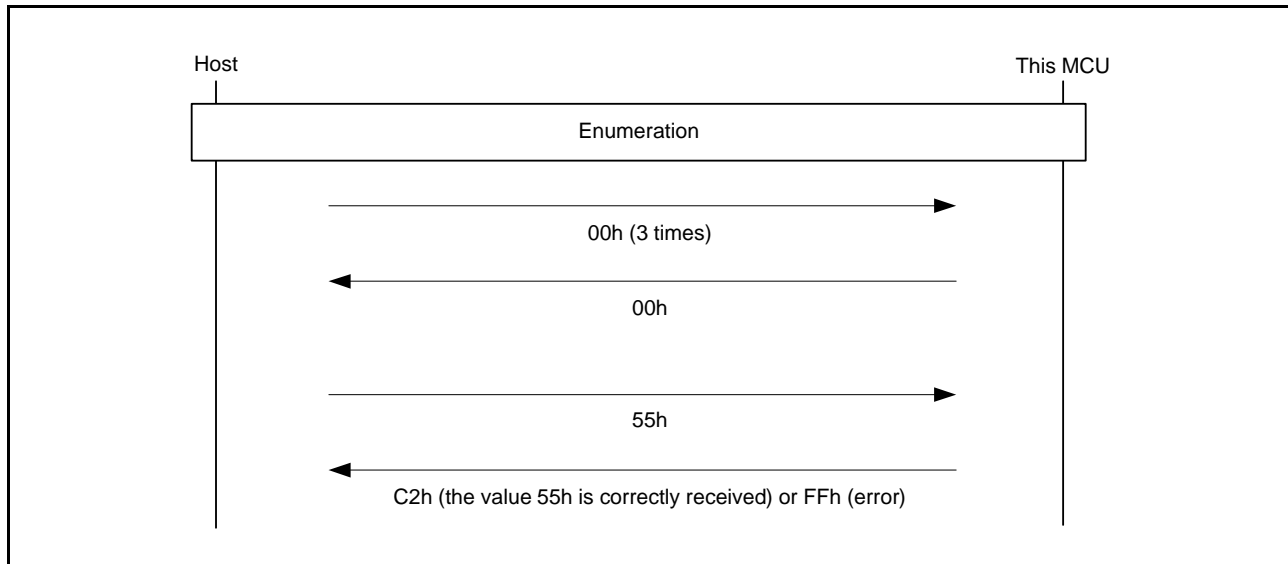 Host
This MCU
Enumeration
00h (3 times)
00h
55h
C2h (the value 55h is correctly received) or FFh (error)